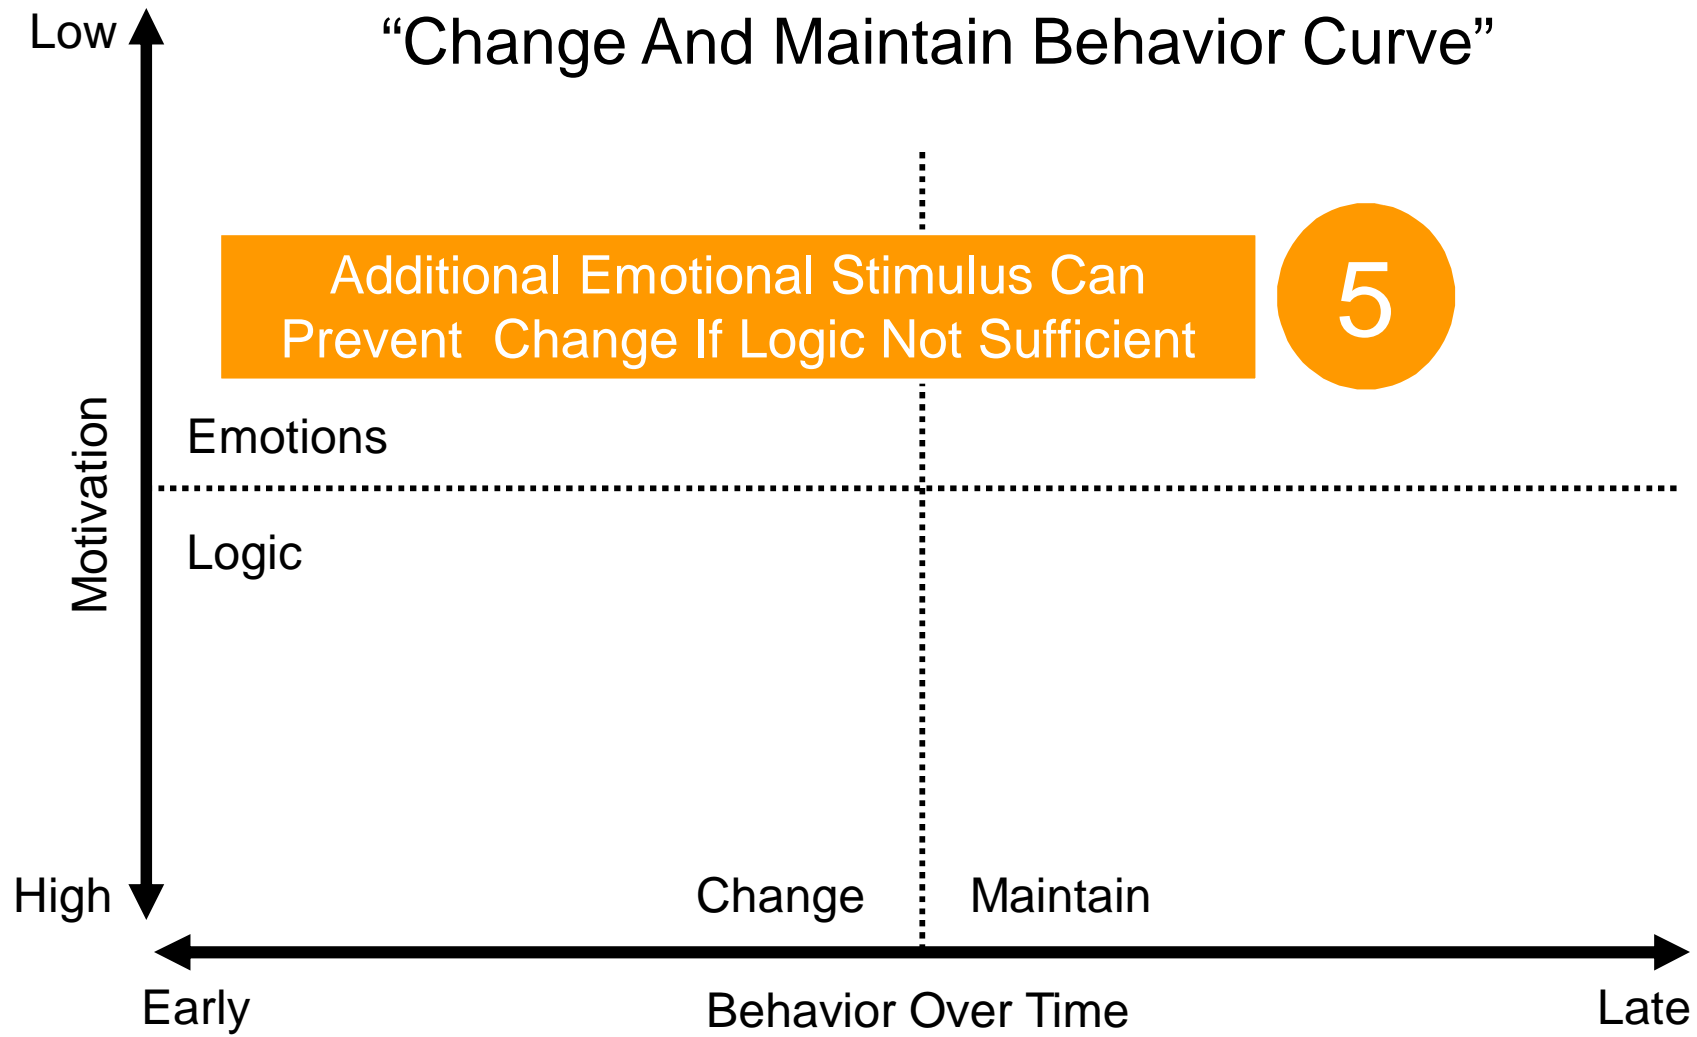 Low
“Change And Maintain Behavior Curve”
Additional Emotional Stimulus Can
Prevent  Change If Logic Not Sufficient
5
Emotions
Motivation
Logic
High
Change
Maintain
Early
Behavior Over Time
Late